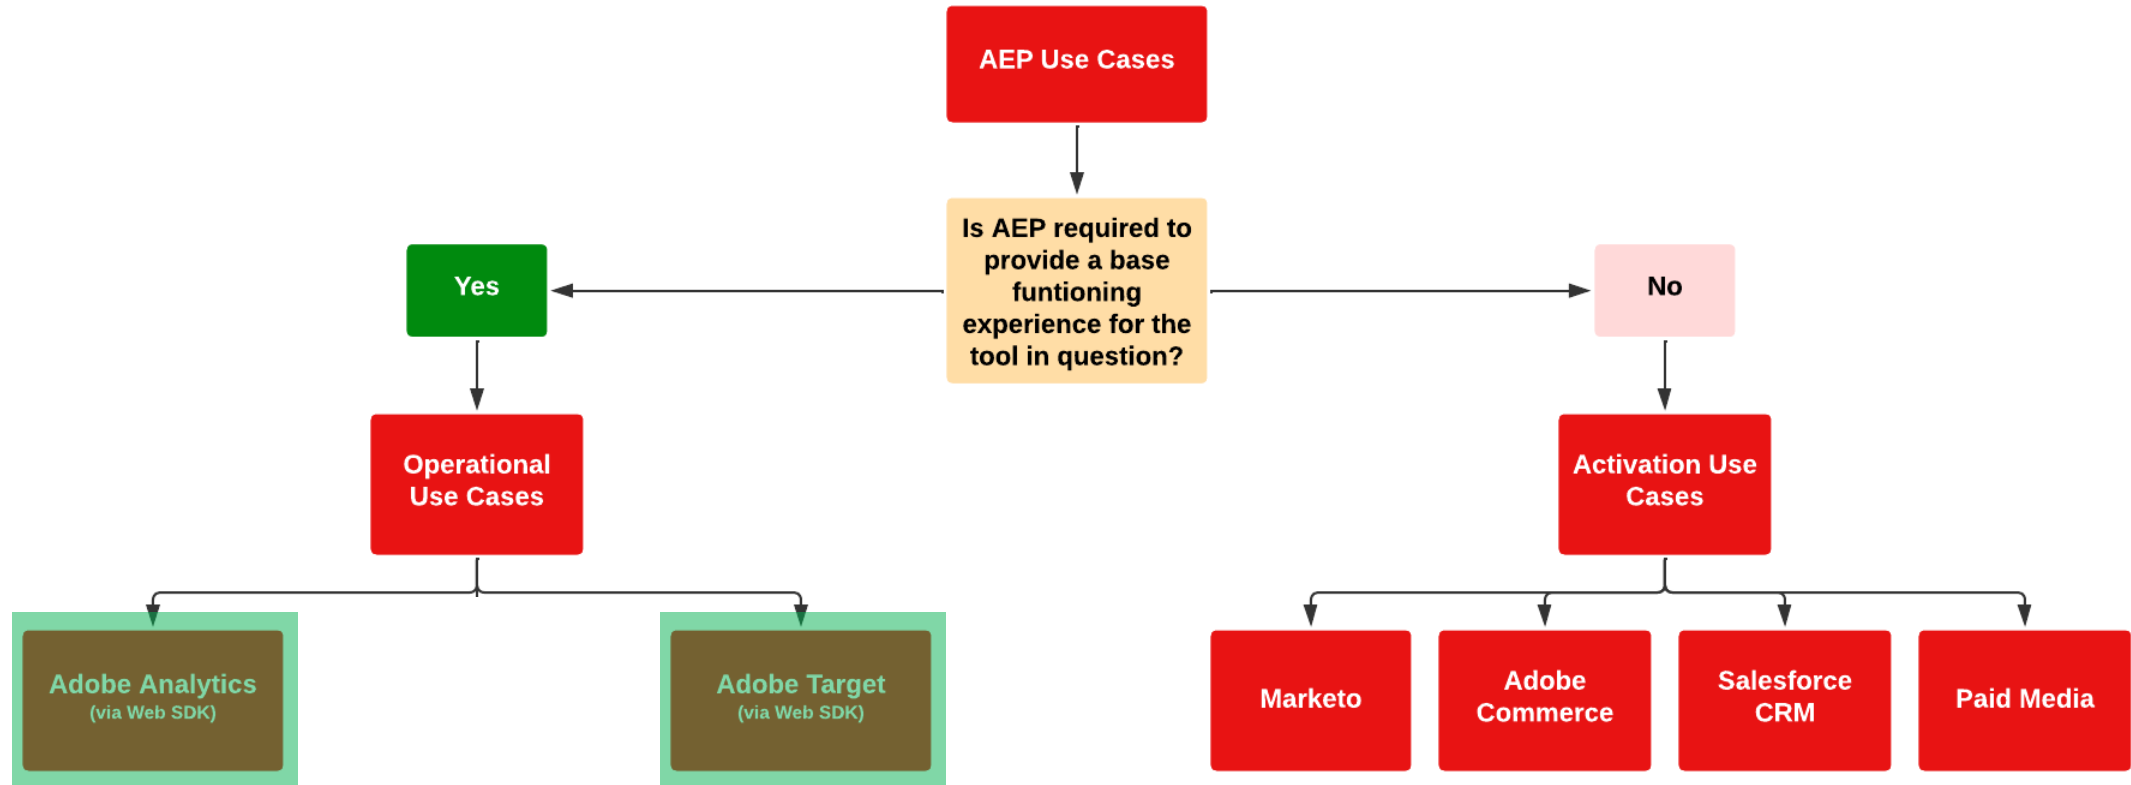 AEP Use Cases
Is AEP required to
provide a base
funtioning
experience for the
tool in question?
Yes
No
Operational
Use Cases
Activation Use
Cases
Adobe Analytics
(via Web SDK)
Adobe Target
(via Web SDK)
Marketo
Adobe
Commerce
Salesforce
CRM
Paid Media